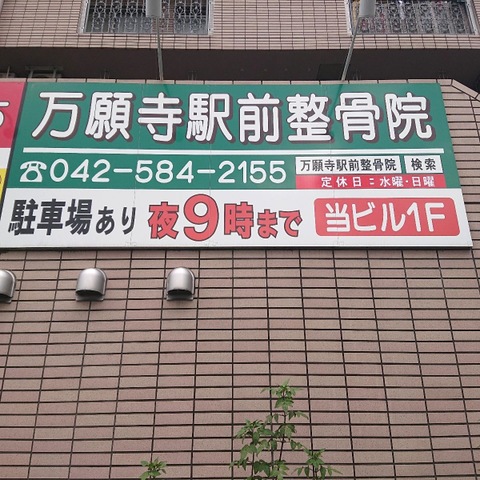 万願寺駅前整骨院
☎042-584-2155
万願寺駅前整骨院 検索
定休日：水曜・日曜
駐車場あり 夜9時まで 当ビル1F